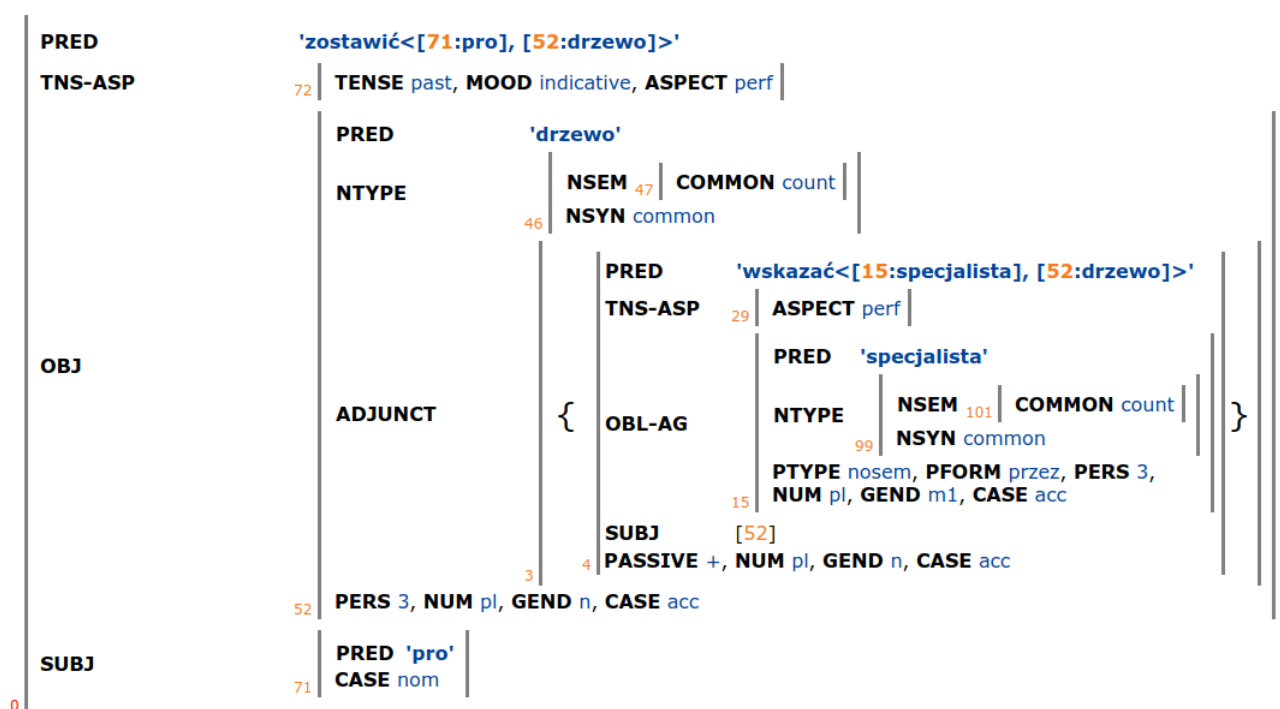 PRED 'zostawić<[71:pro], [52:drzewo]>'
TNS-ASP 72 TENSE past, MOOD indicative, ASPECT perf
PRED 'drzewo'
NSEM 47 COMMON count
NTYPE
46 NSYN common
PRED 'wskazać<[15:specjalista], [52:drzewo]>'
TNS-ASP 29 ASPECT perf
PRED 'specjalista'
OBJ
NSEM 101 COMMON count
ADJUNCT { OBL-AG NTYPE }
99 NSYN common
PTYPE nosem, PFORM przez, PERS 3,
15 NUM pl, GEND m1, CASE acc
SUBJ [52]
3 4 PASSIVE +, NUM pl, GEND n, CASE acc
52 PERS 3, NUM pl, GEND n, CASE acc
PRED 'pro'
SUBJ
71 CASE nom
0